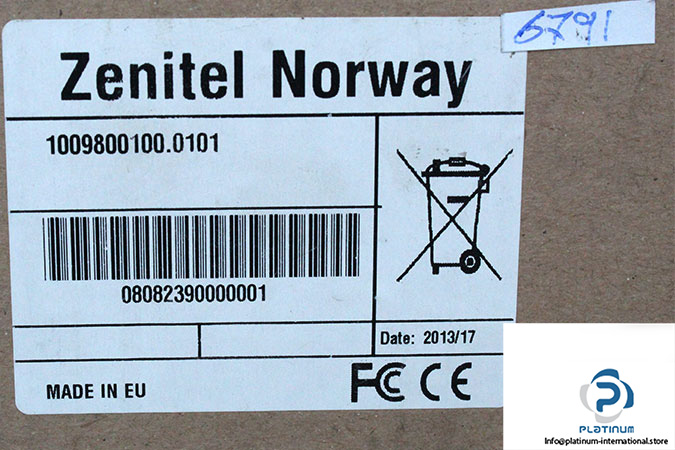 6791
Zenitel Norway
1009800100.0101
08082390000001
Date: 2013/17
MADE IN EU
FC CE
PLATINUM
Info@platinum-international.store